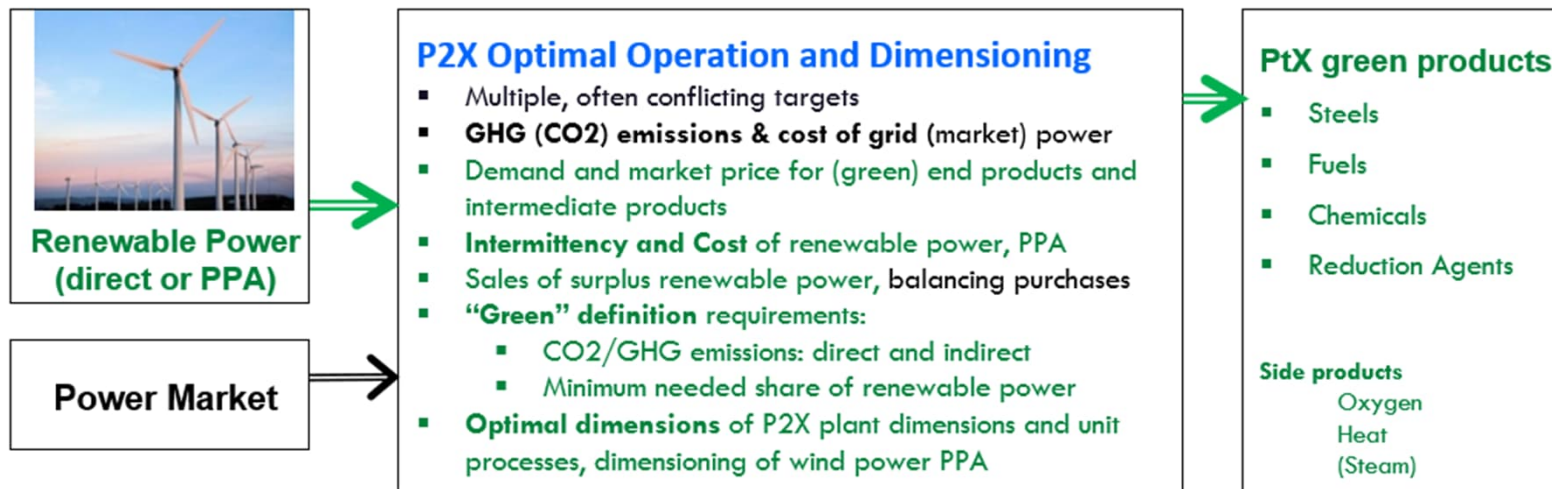 Renewable Power
(direct or PPA)
Power Market
P2X Optimal Operation and Dimensioning
▪ Multiple, often conflicting targets
▪ GHG (CO2) emissions & cost of grid (market) power
▪ Demand and market price for (green) end products and
intermediate products
▪ Intermittency and Cost of renewable power, PPA
▪ Sales of surplus renewable power, balancing purchases
▪ “Green” definition requirements:
▪ CO2/GHG emissions: direct and indirect
▪ Minimum needed share of renewable power
▪ Optimal dimensions of P2X plant dimensions and unit
processes, dimensioning of wind power PPA
PtX green products
▪ Steels
▪ Fuels
▪ Chemicals
▪ Reduction Agents
Side products
Oxygen
Heat
(Steam)